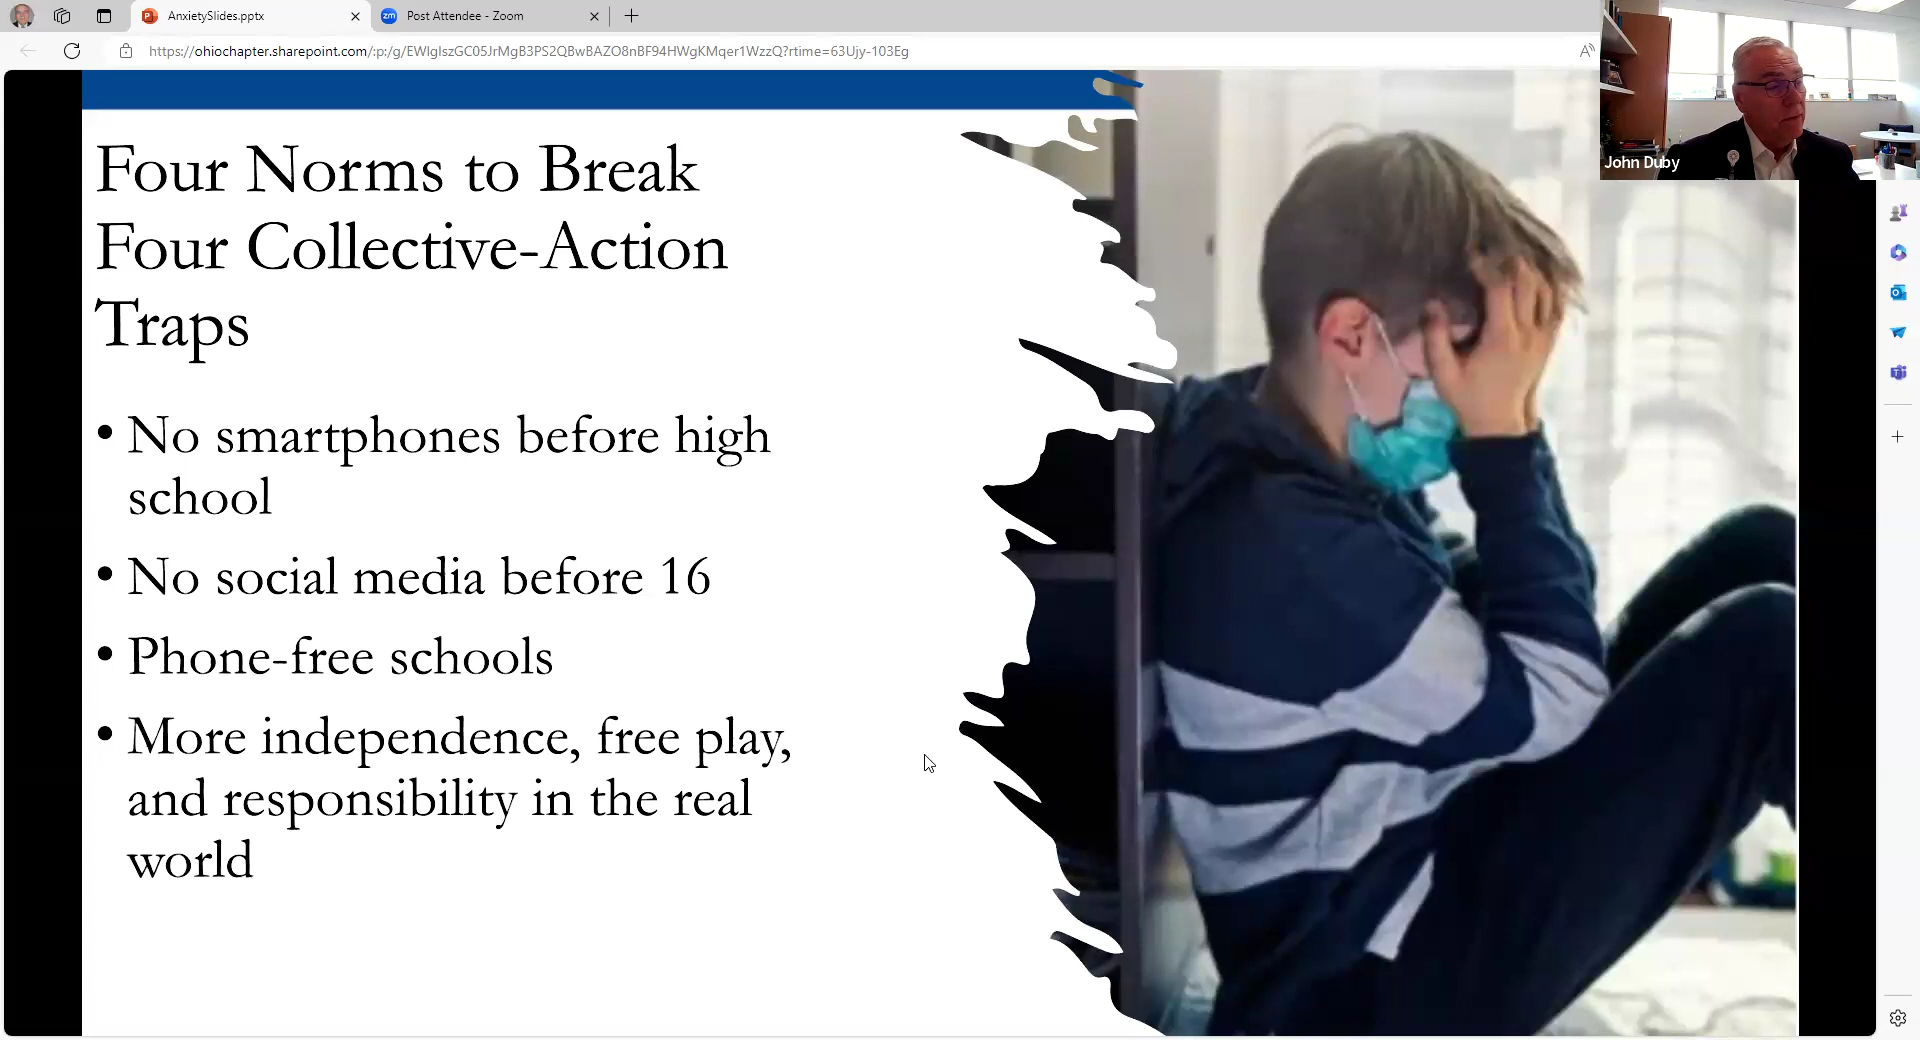 AnxietySlides.pptx
zm
Post Attendee - Zoom
https://ohiochapter.sharepoint.com/:p:/g/EWIgIszGC05JrMgB3PS2QBwBAZO8nBF94HWgKMqer1WzzQ?rtime=63Ujy-103Eg
John Duby
Four Norms to Break
Four Collective-Action
Traps
• No smartphones before high
school
• No social media before 16
• Phone-free schools
• More independence, free play,
and responsibility in the real
world